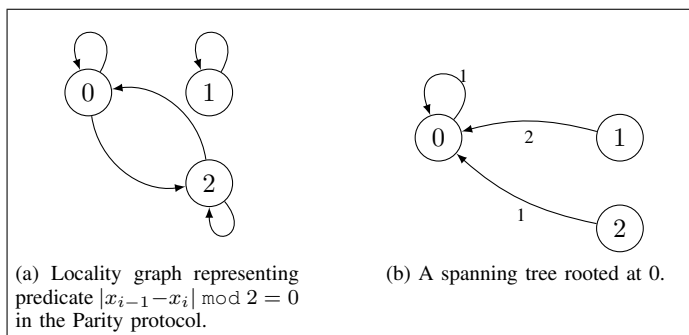 0
1
2
(a) Locality graph representing
predicate |x_{i−1}−x_i| mod 2 = 0
in the Parity protocol.
1
0
2
1
1
2
(b) A spanning tree rooted at 0.